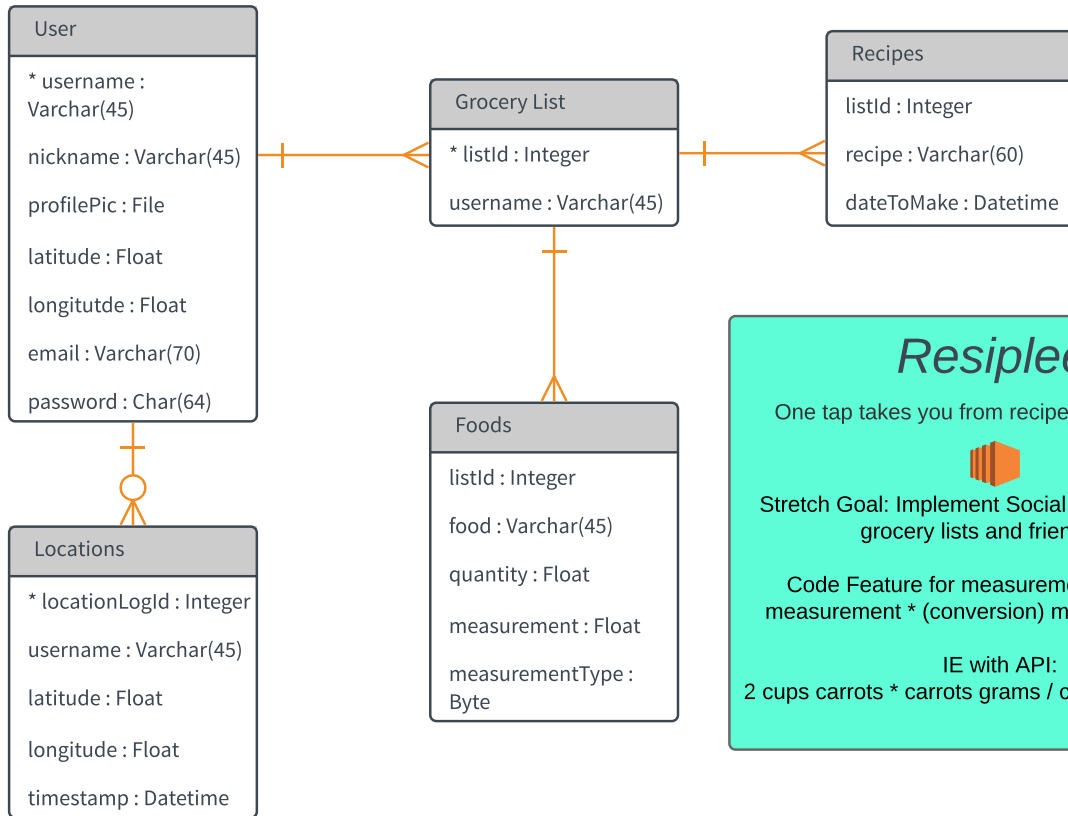 User
* username :
Varchar(45)
nickname : Varchar(45)
profilePic : File
latitude : Float
longitutde : Float
email : Varchar(70)
password : Char(64)
Locations
* locationLogId : Integer
username : Varchar(45)
latitude : Float
longitude : Float
timestamp : Datetime
Grocery List
* listId : Integer
username : Varchar(45)
Foods
listId : Integer
food : Varchar(45)
quantity : Float
measurement : Float
measurementType :
Byte
Recipes
listId : Integer
recipe : Varchar(60)
dateToMake : Datetime
One tap takes you from recipe
Stretch Goal: Implement Social
grocery lists and
Code Feature for
measurement * (conversion)
IE with API:
2 cups carrots * carrots grams /